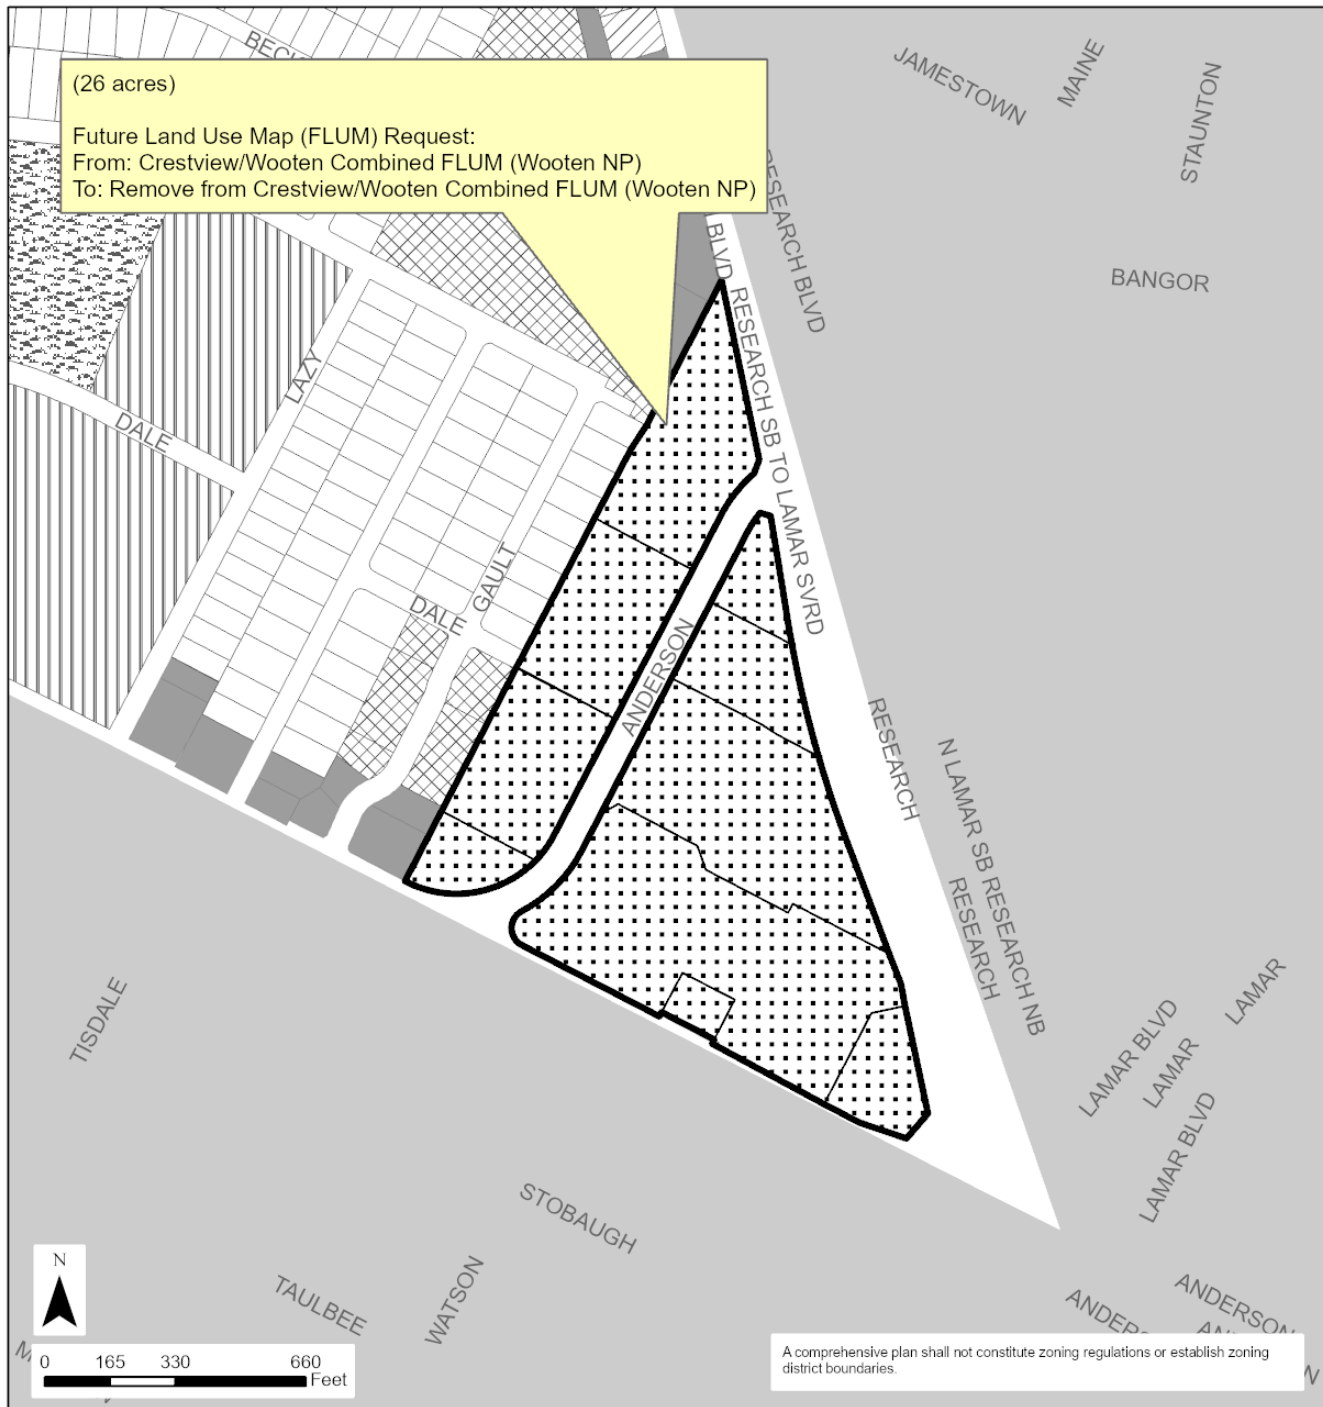 BECK
(26 acres)
Future Land Use Map (FLUM) Request:
From: Crestview/Wooten Combined FLUM (Wooten NP)
To: Remove from Crestview/Wooten Combined FLUM (Wooten NP)
JAMESTOWN
MAINE
STAUNTON
RESEARCH BLVD
BLVD
BANGOR
RESEARCH SB TO LAMAR SVRD
LAZY
DALE
GAULT
DALE
ANDERSON
RESEARCH
N LAMAR SB RESEARCH NB
RESEARCH
TISDALE
LAMAR
LAMAR BLVD
LAMAR
LAMAR BLVD
STOBAUGH
TAULBEE
WATSON
ANDERSON
N
0 165 330 660
Feet
A comprehensive plan shall not constitute zoning regulations or establish zoning
district boundaries.